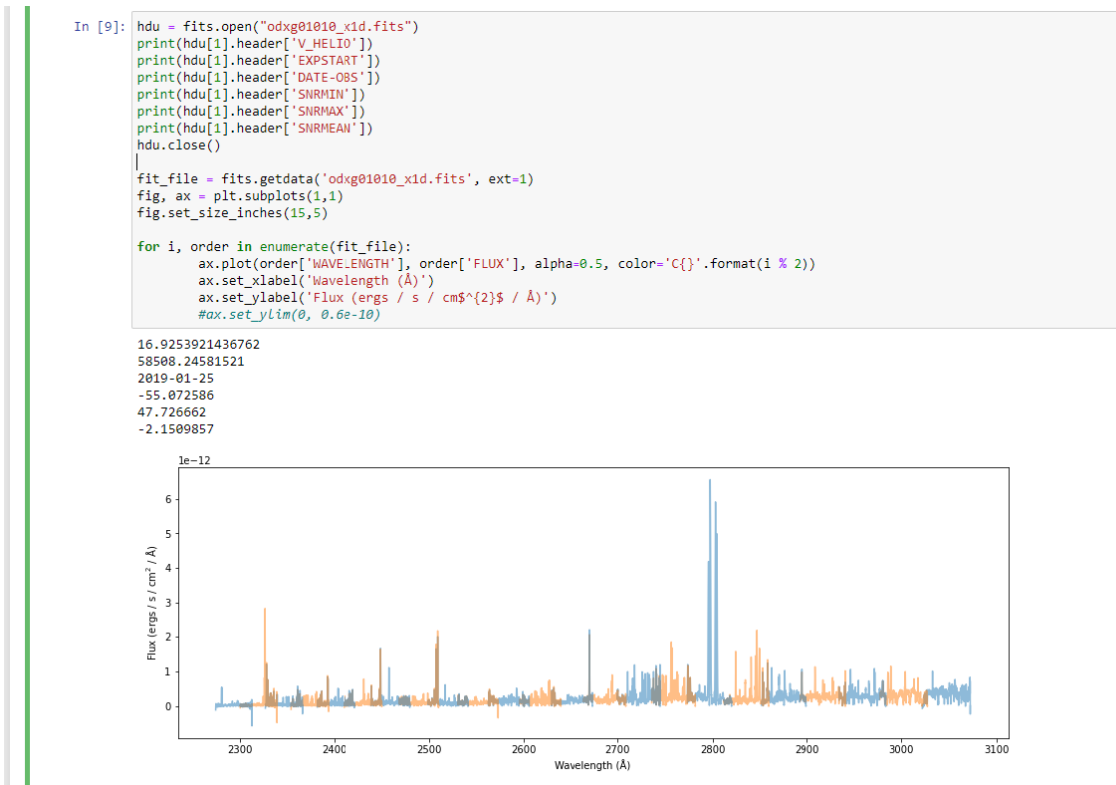 In [9]: hdu = fits.open("odxg01010_x1d.fits")
print(hdu[1].header['V_HELIO'])
print(hdu[1].header['EXPSTART'])
print(hdu[1].header['DATE-OBS'])
print(hdu[1].header['SNRMIN'])
print(hdu[1].header['SNRMAX'])
print(hdu[1].header['SNRMEAN'])
hdu.close()
fit_file = fits.getdata('odxg01010_x1d.fits', ext=1)
fig, ax = plt.subplots(1,1)
fig.set_size_inches(15,5)
for i, order in enumerate(fit_file):
ax.plot(order['WAVELENGTH'], order['FLUX'], alpha=0.5, color='C{}'.format(i % 2))
ax.set_xlabel('Wavelength (Å)')
ax.set_ylabel('Flux (ergs / s / cm$^{2}$ / Å)')
#ax.set_ylim(0, 0.6e-10)
16.9253921436762
58508.24581521
2019-01-25
-55.072586
47.726662
-2.1509857
1e−12
6
5
4
3
2
1
0
Flux (ergs / s / cm² / Å)
2300 2400 2500 2600 2700 2800 2900 3000 3100
Wavelength (Å)